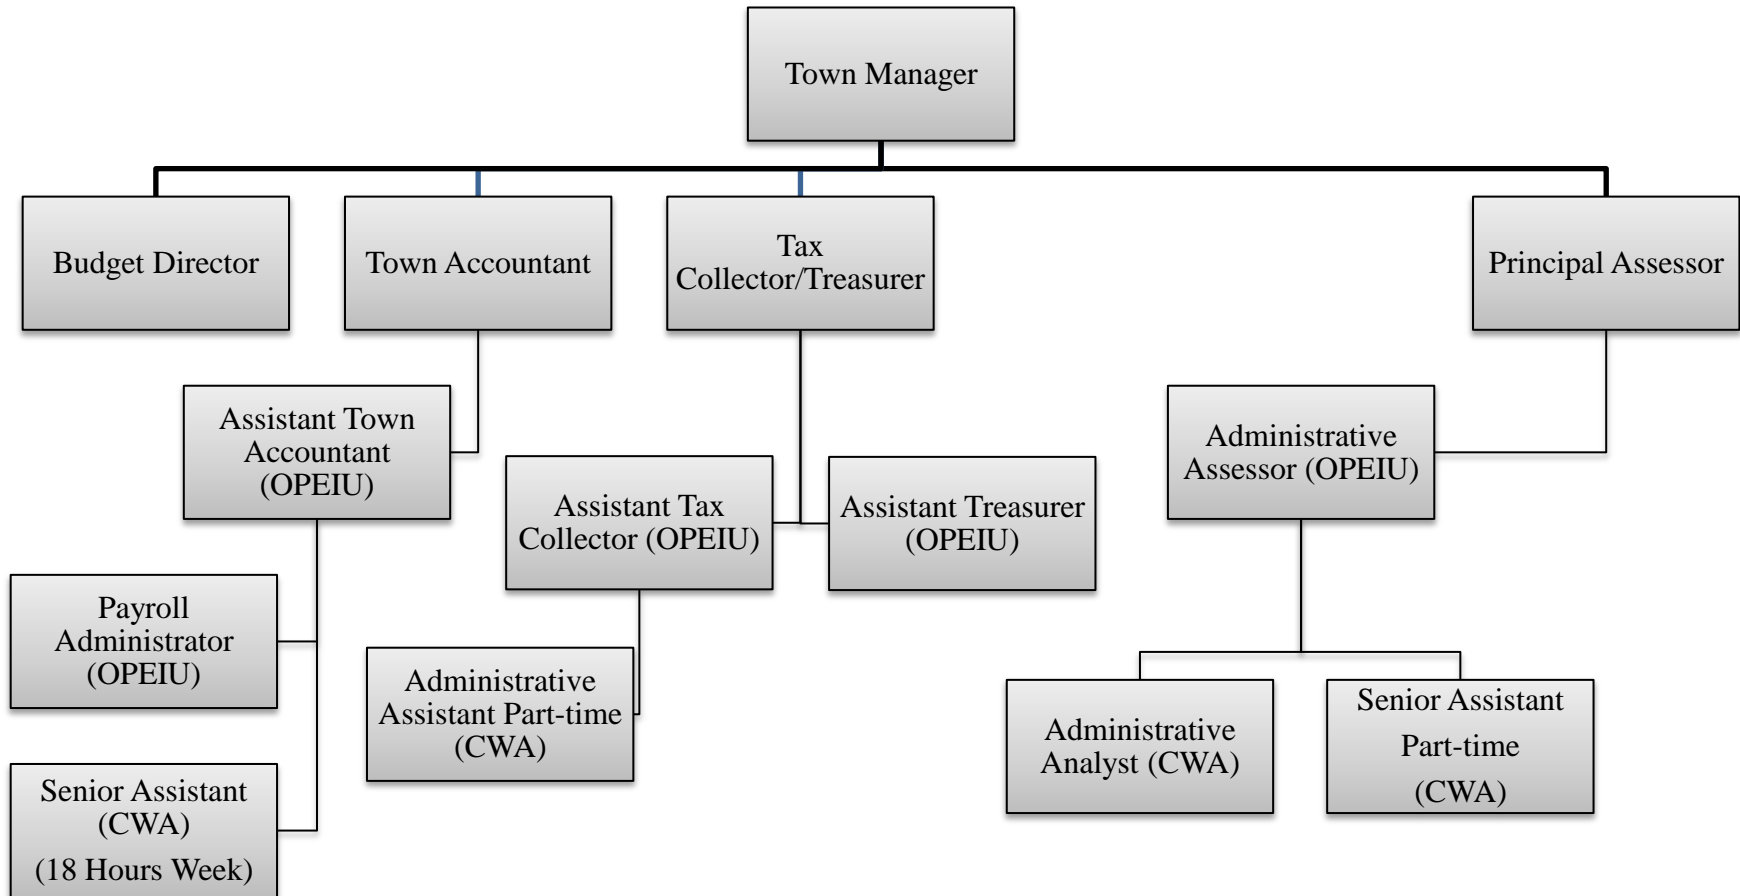 Town Manager
Budget Director
Town Accountant
Tax
Collector/Treasurer
Principal Assessor
Assistant Town
Accountant
(OPEIU)
Administrative
Assessor (OPEIU)
Assistant Tax
Collector (OPEIU)
Assistant Treasurer
(OPEIU)
Payroll
Administrator
(OPEIU)
Administrative
Assistant Part-time
(CWA)
Administrative
Analyst (CWA)
Senior Assistant
Part-time
(CWA)
Senior Assistant
(CWA)
(18 Hours Week)